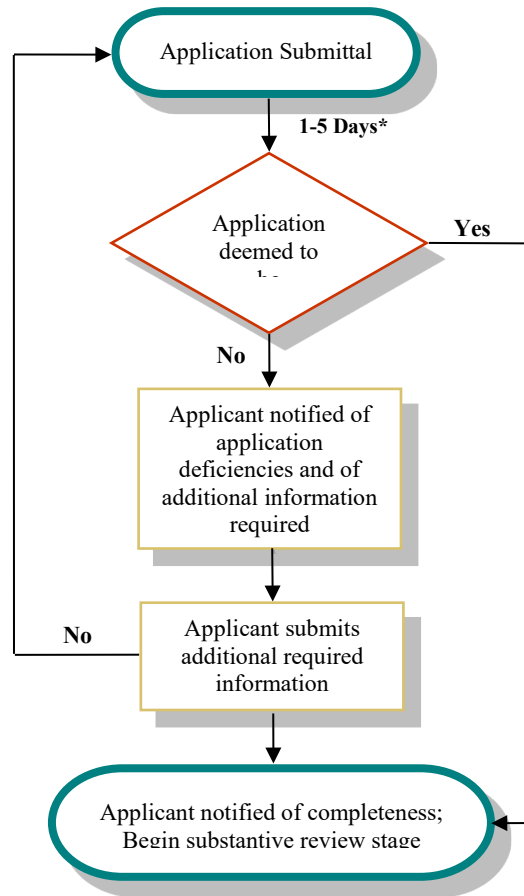 Application Submittal
1-5 Days*
Application
deemed to
Yes
No
Applicant notified of
application
deficiencies and of
additional information
required
No
Applicant submits
additional required
information
Applicant notified of completeness;
Begin substantive review stage